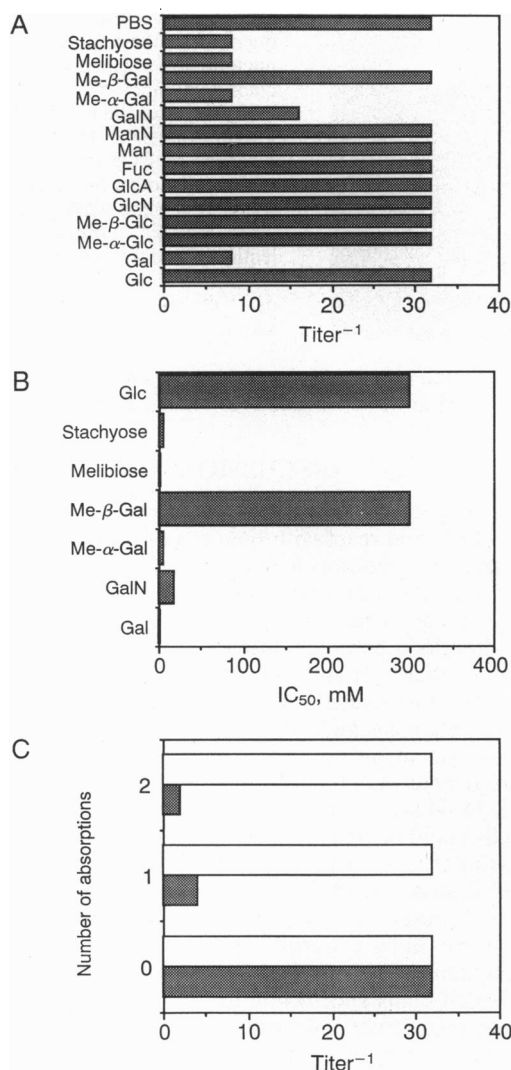 A
PBS
Stachyose
Melibiose
Me-β-Gal
Me-α-Gal
GalN
ManN
Man
Fuc
GlcA
GlcN
Me-β-Glc
Me-α-Glc
Gal
Glc
0 10 20 30 40
Titer⁻¹
B
Glc
Stachyose
Melibiose
Me-β-Gal
Me-α-Gal
GalN
Gal
0 100 200 300 400
IC₅₀, mM
C
Number of absorptions
2
1
0
0 10 20 30 40
Titer⁻¹